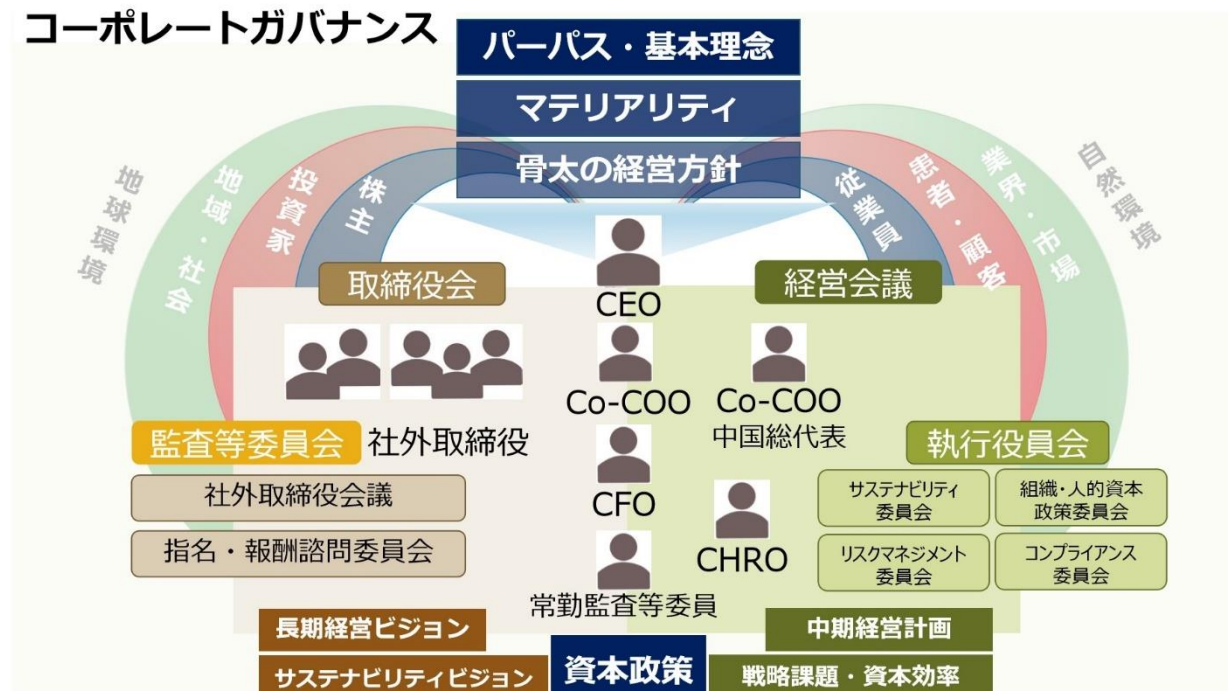 コーポレートガバナンス
パーパス・基本理念
マテリアリティ
骨太の経営方針
地球環境
地域・社会
投資家
株主
従業員
患者・顧客
業界・市場
自然環境
取締役会
経営会議
CEO
Co-COO
Co-COO
中国総代表
監査等委員会
社外取締役
執行役員会
社外取締役会議
指名・報酬諮問委員会
CFO
CHRO
常勤監査等委員
サステナビリティ
委員会
組織・人的資本
政策委員会
リスクマネジメント
委員会
コンプライアンス
委員会
長期経営ビジョン
サステナビリティビジョン
資本政策
中期経営計画
戦略課題・資本効率